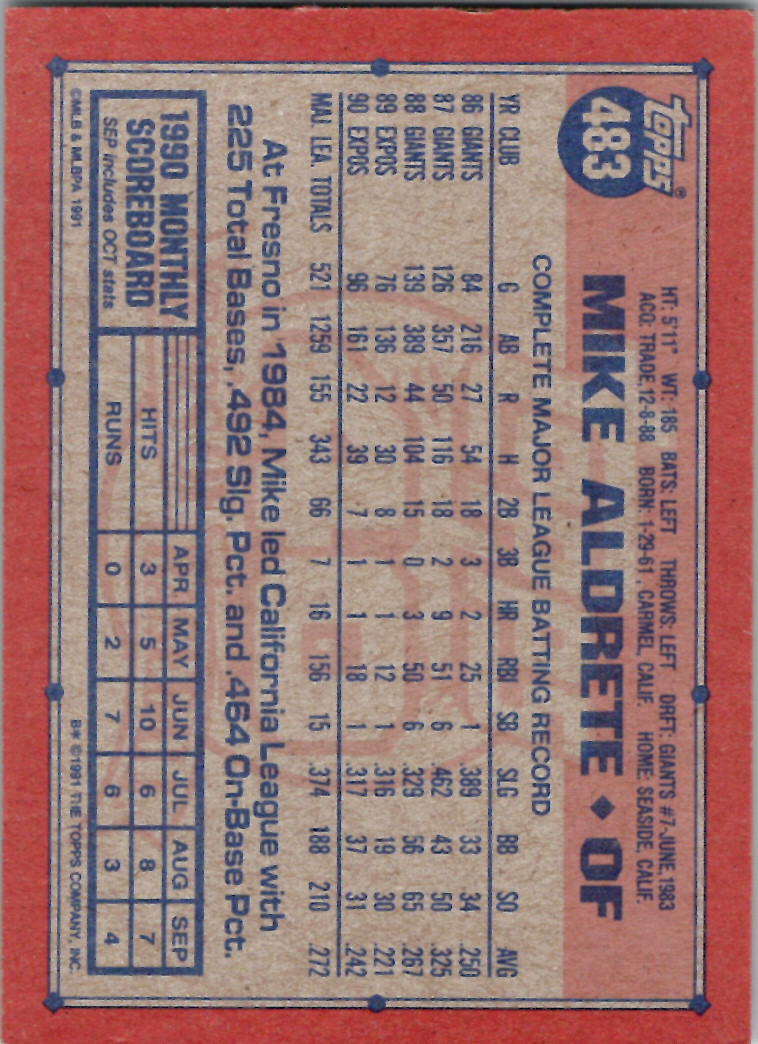 topps®
483
HT: 5'11" WT: 185 BATS: LEFT THROWS: LEFT DRFT: GIANTS #7-JUNE, 1983
ACQ: TRADE, 12-8-88 BORN: 1-29-61, CARMEL, CALIF. HOME: SEASIDE, CALIF.
MIKE ALDRETE ♦ OF
COMPLETE MAJOR LEAGUE BATTING RECORD
YR CLUB G AB R H 2B 3B HR RBI SB SLG BB SO AVG
86 GIANTS 84 216 27 54 18 3 2 25 1 .389 33 34 .250
87 GIANTS 126 357 50 116 18 2 9 51 6 .462 43 50 .325
88 GIANTS 139 389 44 104 15 0 3 50 6 .329 56 65 .267
89 EXPOS 76 136 12 30 8 1 1 12 1 .316 19 30 .221
90 EXPOS 96 161 22 39 7 1 1 18 1 .317 37 31 .242
MAJ. LEA. TOTALS 521 1259 155 343 66 7 16 156 15 .374 188 210 .272
At Fresno in 1984, Mike led California League with
225 Total Bases, .492 Slg. Pct. and .464 On-Base Pct.
1990 MONTHLY
SCOREBOARD
SEP includes OCT stats
APR MAY JUN JUL AUG SEP
HITS 3 5 10 6 8 7
RUNS 0 2 7 6 3 4
©MLB & MLBPA 1991
B* ©1991 THE TOPPS COMPANY, INC.